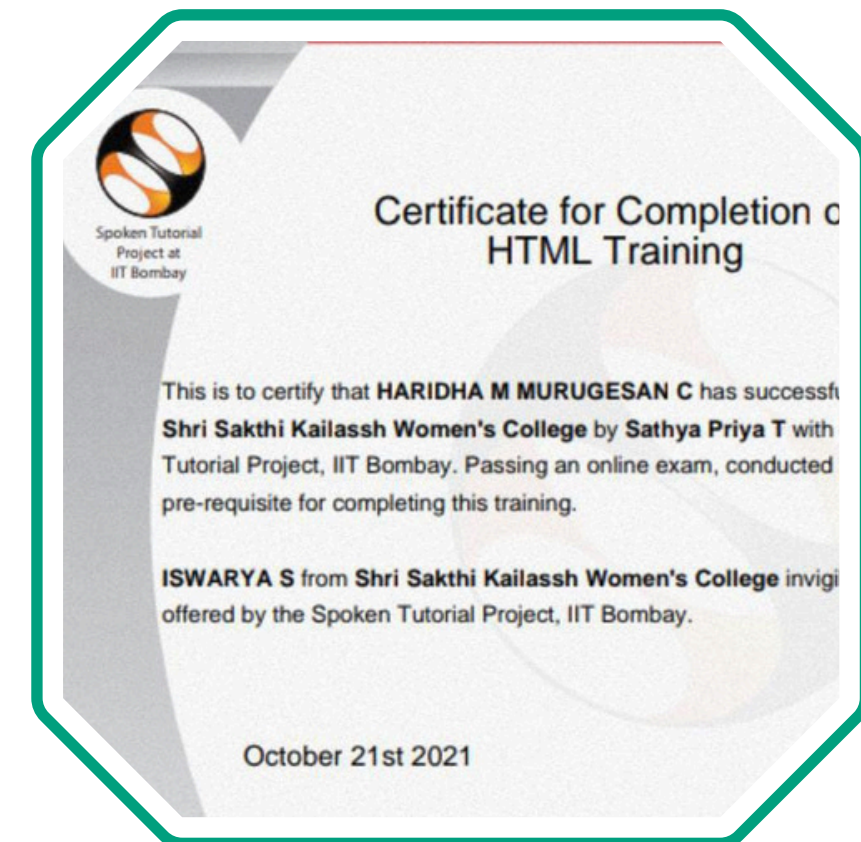 Spoken Tutorial
Project at
IIT Bombay
Certificate for Completion
HTML Training
This is to certify that HARIDHA M MURUGESAN C has
Shri Sakthi Kailassh Women's College by Sathya Priya T with
Tutorial Project, IIT Bombay. Passing an online exam, conducted
pre-requisite for completing this training.
ISWARYA S from Shri Sakthi Kailassh Women's College
offered by the Spoken Tutorial Project, IIT Bombay.
October 21st 2021